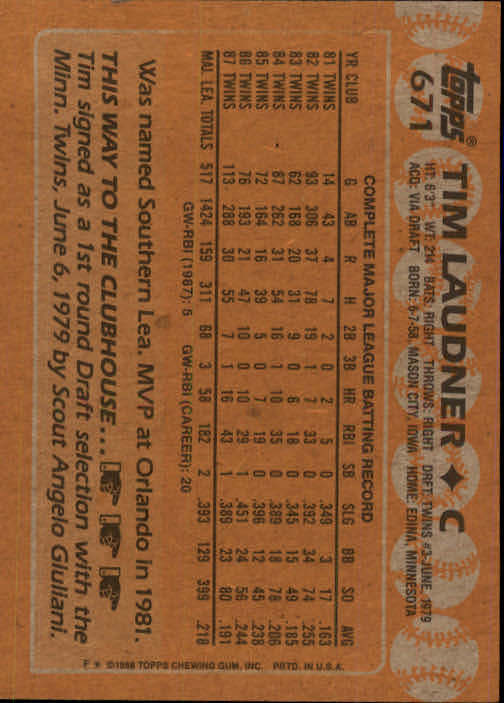 topps®
671
TIM LAUDNER ♦ C
HT: 6'3" WT: 214 BATS: RIGHT THROWS: RIGHT DRFT: TWINS #3-JUNE, 1979
ACQ: VIA DRAFT BORN: 6-7-58, MASON CITY, IOWA HOME: EDINA, MINNESOTA
COMPLETE MAJOR LEAGUE BATTING RECORD
YR CLUB G AB R H 2B 3B HR RBI SB SLG BB SO AVG
81 TWINS 14 43 4 7 2 0 2 5 0 .349 3 17 .163
82 TWINS 93 306 37 78 19 1 7 33 0 .392 34 74 .255
83 TWINS 62 168 20 31 9 0 6 18 0 .345 15 49 .185
84 TWINS 87 262 31 54 16 1 10 35 0 .389 18 78 .206
85 TWINS 72 164 16 39 5 0 7 19 0 .396 12 45 .238
86 TWINS 76 193 21 47 10 0 10 29 1 .451 24 56 .244
87 TWINS 113 288 30 55 7 1 16 43 1 .389 23 80 .191
MAJ. LEA. TOTALS 517 1424 159 311 68 3 58 182 2 .393 129 399 .218
GW-RBI (1987): 5 GW-RBI (CAREER): 20
Was named Southern Lea. MVP at Orlando in 1981.
THIS WAY TO THE CLUBHOUSE...
Tim signed as a 1st round Draft selection with the
Minn. Twins, June 6, 1979 by Scout Angelo Giuliani.
F * ©1988 TOPPS CHEWING GUM, INC. PRTD. IN U.S.A.